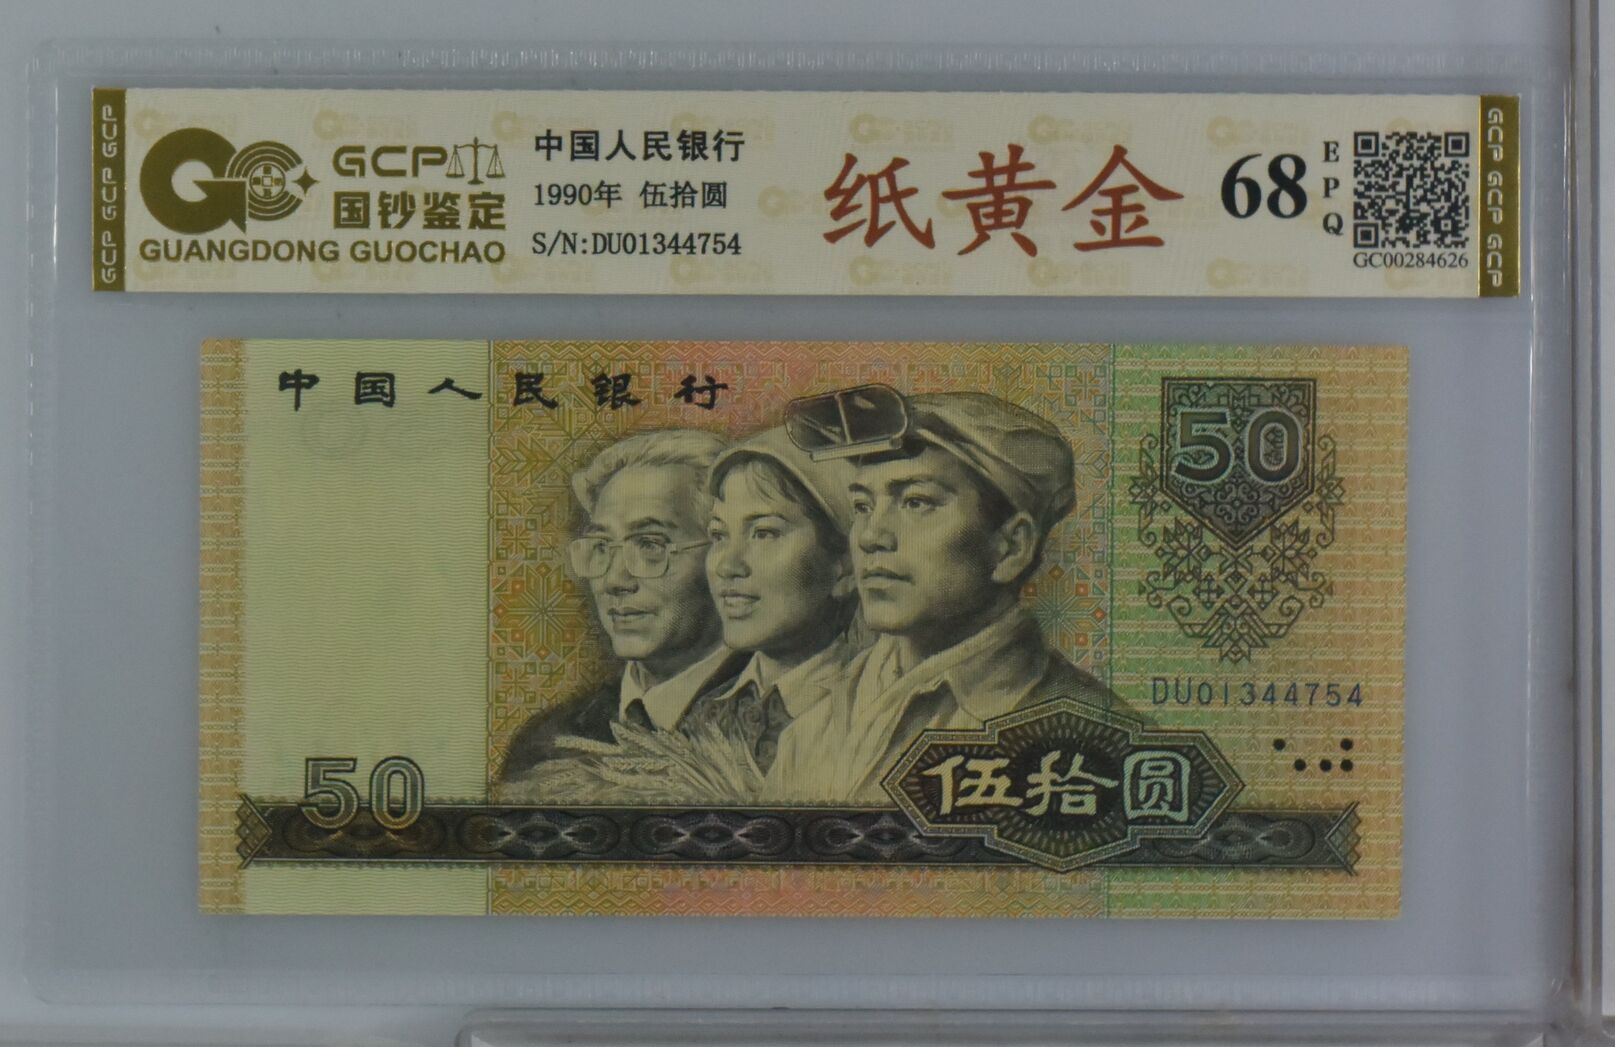 GCP
国钞鉴定
GUANGDONG GUOCHAO
中国人民银行
1990年 伍拾圆
S/N:DU01344754
纸黄金
68
EPQ
GC00284626
GCP GCP GCP
GCP GCP GCP
中国人民银行
50
DU01344754
50
伍拾圆